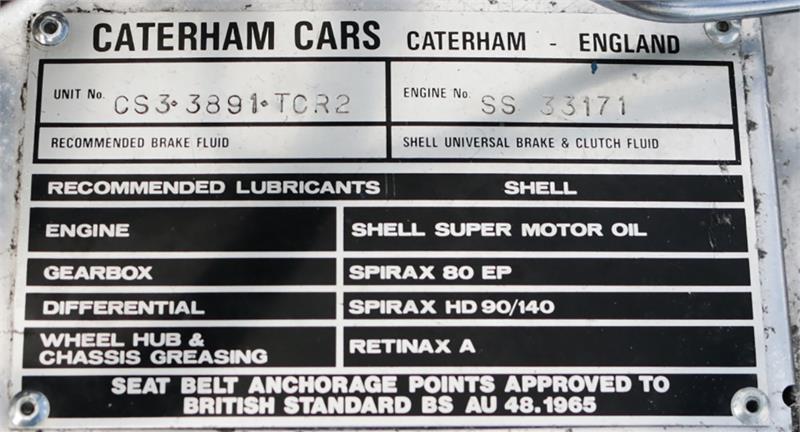 CATERHAM CARS CATERHAM - ENGLAND
UNIT No. CS3·3891·TCR2 ENGINE No. SS 33171
RECOMMENDED BRAKE FLUID SHELL UNIVERSAL BRAKE & CLUTCH FLUID
RECOMMENDED LUBRICANTS SHELL
ENGINE SHELL SUPER MOTOR OIL
GEARBOX SPIRAX 80 EP
DIFFERENTIAL SPIRAX HD 90/140
WHEEL HUB &
CHASSIS GREASING RETINAX A
SEAT BELT ANCHORAGE POINTS APPROVED TO
BRITISH STANDARD BS AU 48.1965